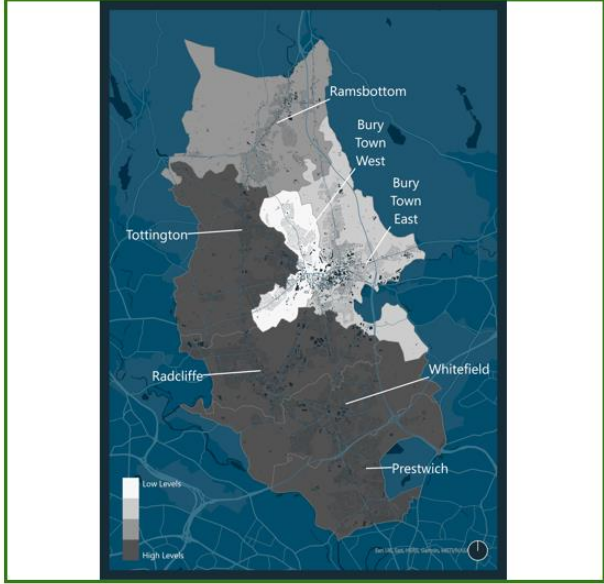 Ramsbottom
Bury
Town
West
Bury
Town
East
Tottington
Radcliffe
Whitefield
Prestwich
Low Levels
High Levels